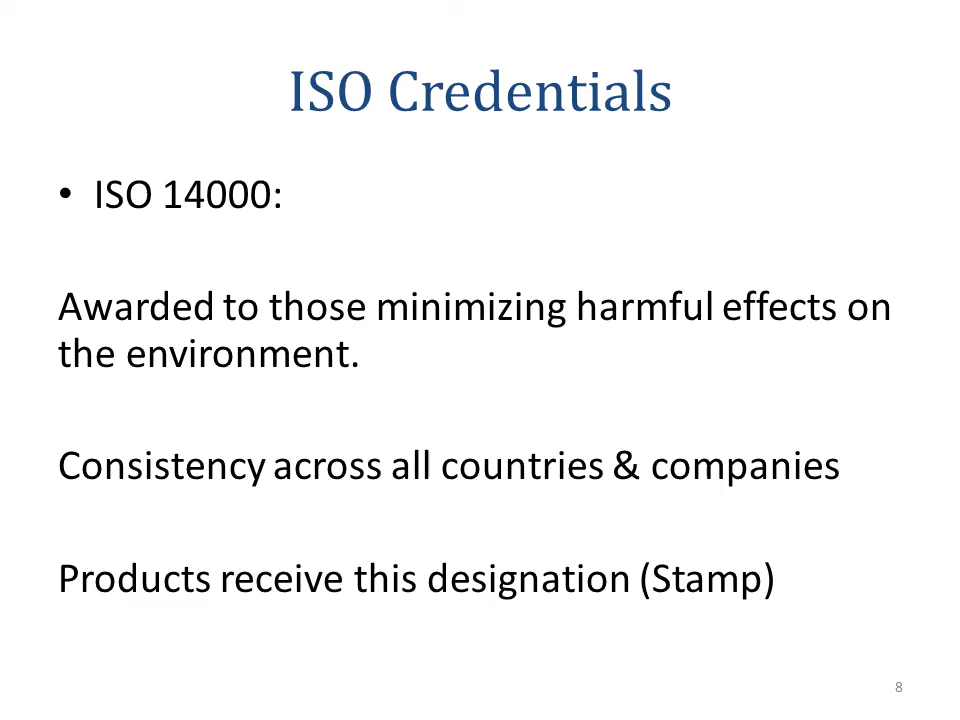 ISO Credentials
• ISO 14000:
Awarded to those minimizing harmful effects on
the environment.
Consistency across all countries & companies
Products receive this designation (Stamp)
8